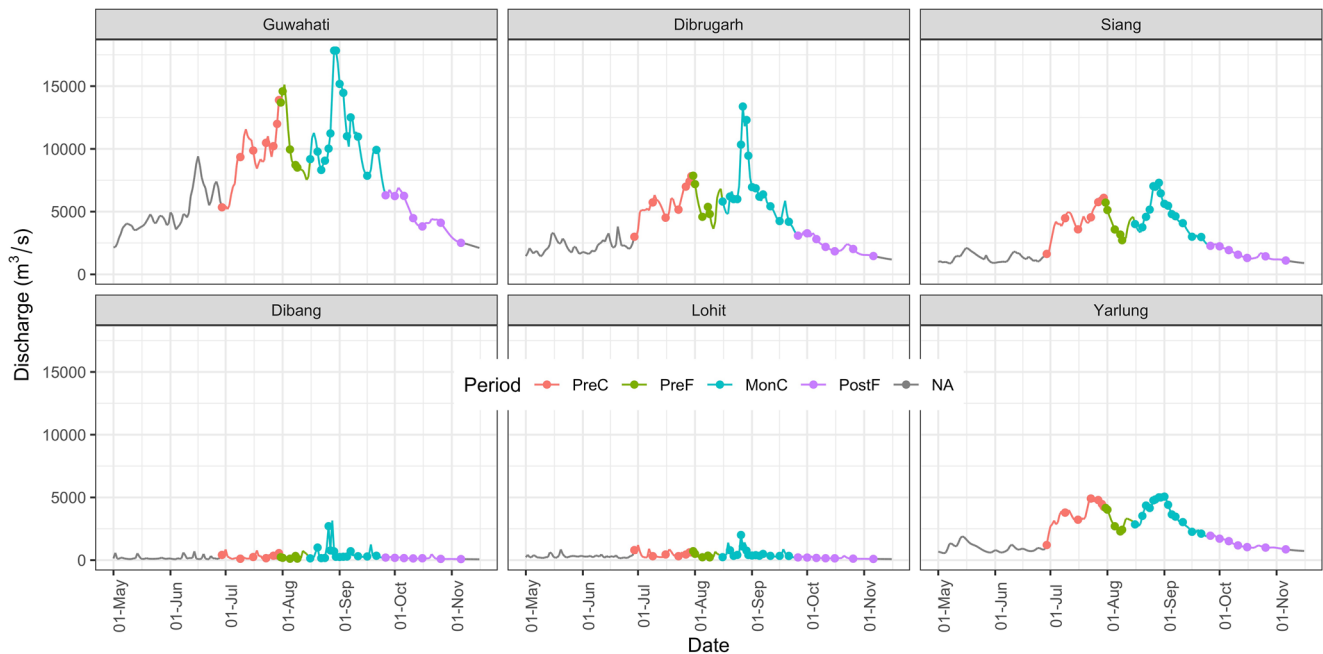 Guwahati Dibrugarh Siang
15000
10000
5000
0
Discharge (m³/s)
Dibang Lohit Yarlung
15000
10000
5000
0
Period PreC PreF MonC PostF NA
01-May 01-Jun 01-Jul 01-Aug 01-Sep 01-Oct 01-Nov 01-May 01-Jun 01-Jul 01-Aug 01-Sep 01-Oct 01-Nov 01-May 01-Jun 01-Jul 01-Aug 01-Sep 01-Oct 01-Nov
Date